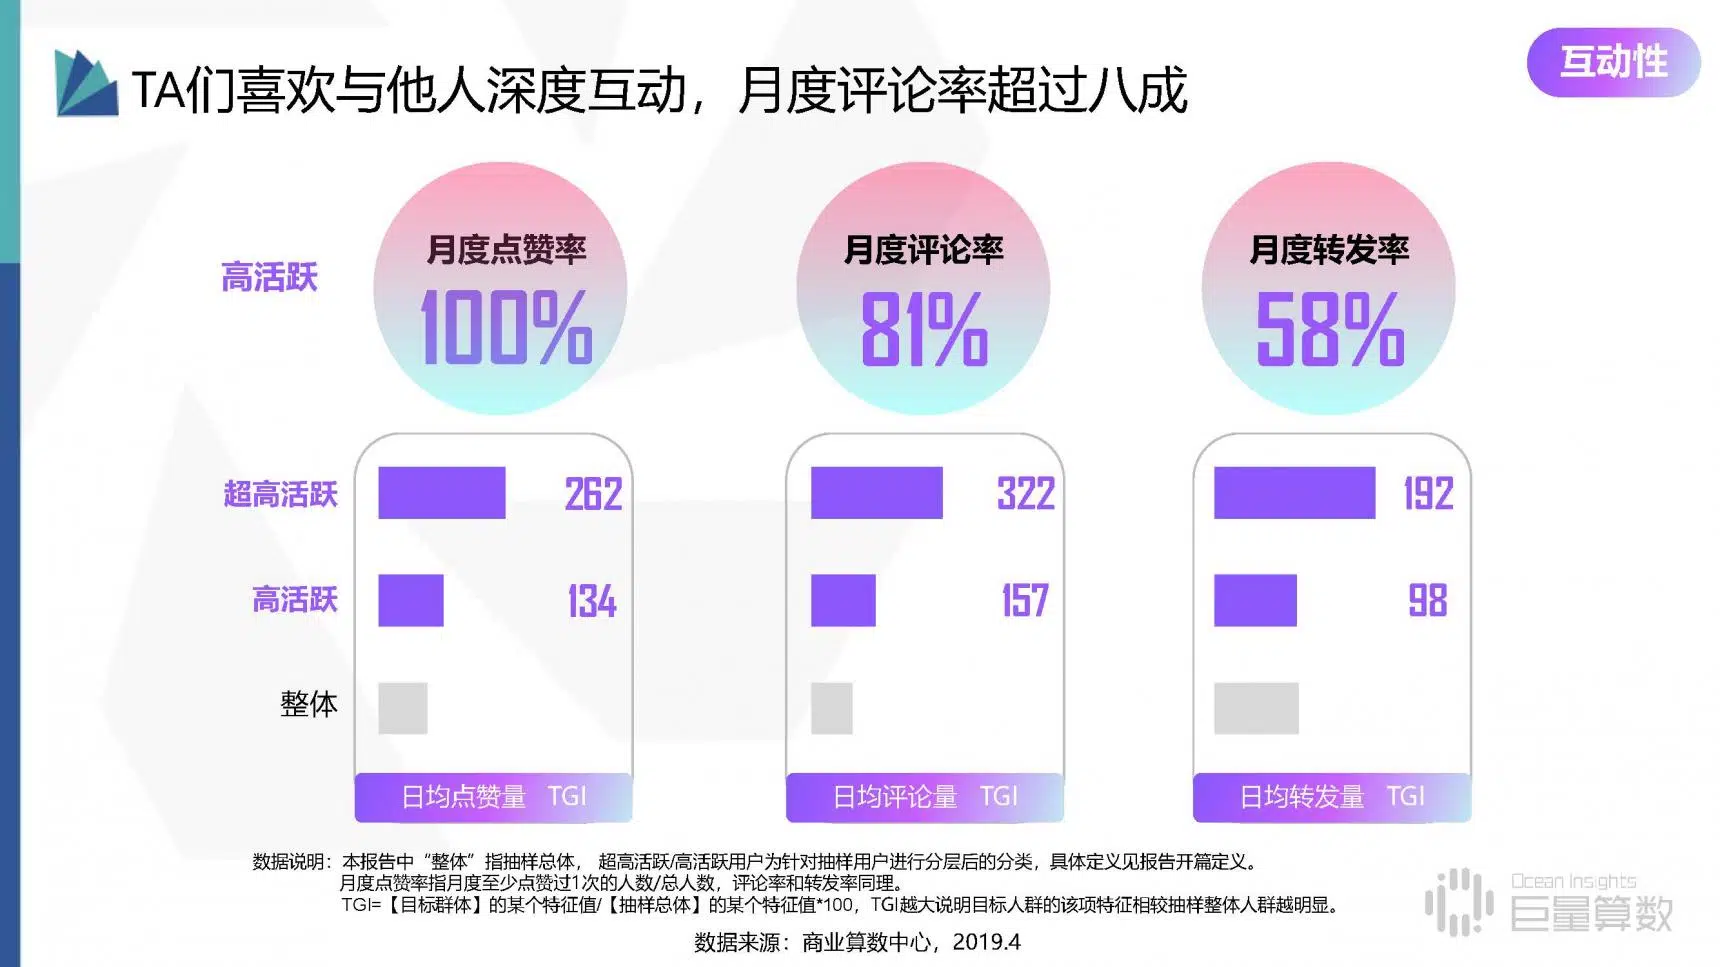 互动性
TA们喜欢与他人深度互动，月度评论率超过八成
高活跃
月度点赞率
100%
月度评论率
81%
月度转发率
58%
超高活跃 262 322 192
高活跃 134 157 98
整体
日均点赞量 TGI
日均评论量 TGI
日均转发量 TGI
数据说明：本报告中“整体”指抽样总体， 超高活跃/高活跃用户为针对抽样用户进行分层后的分类，具体定义见报告开篇定义。
月度点赞率指月度至少点赞过1次的人数/总人数，评论率和转发率同理。
TGI=【目标群体】的某个特征值/【抽样总体】的某个特征值*100，TGI越大说明目标人群的该项特征相较抽样整体人群越明显。
数据来源：商业算数中心，2019.4
Ocean Insights
巨量算数